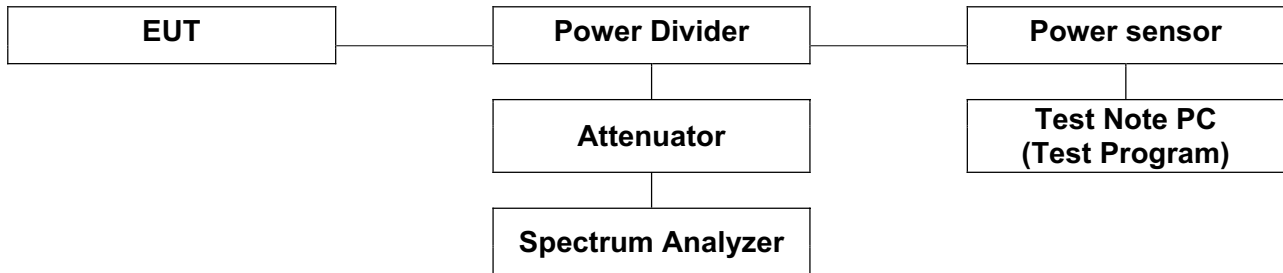 EUT
Power Divider
Power sensor
Attenuator
Test Note PC
(Test Program)
Spectrum Analyzer